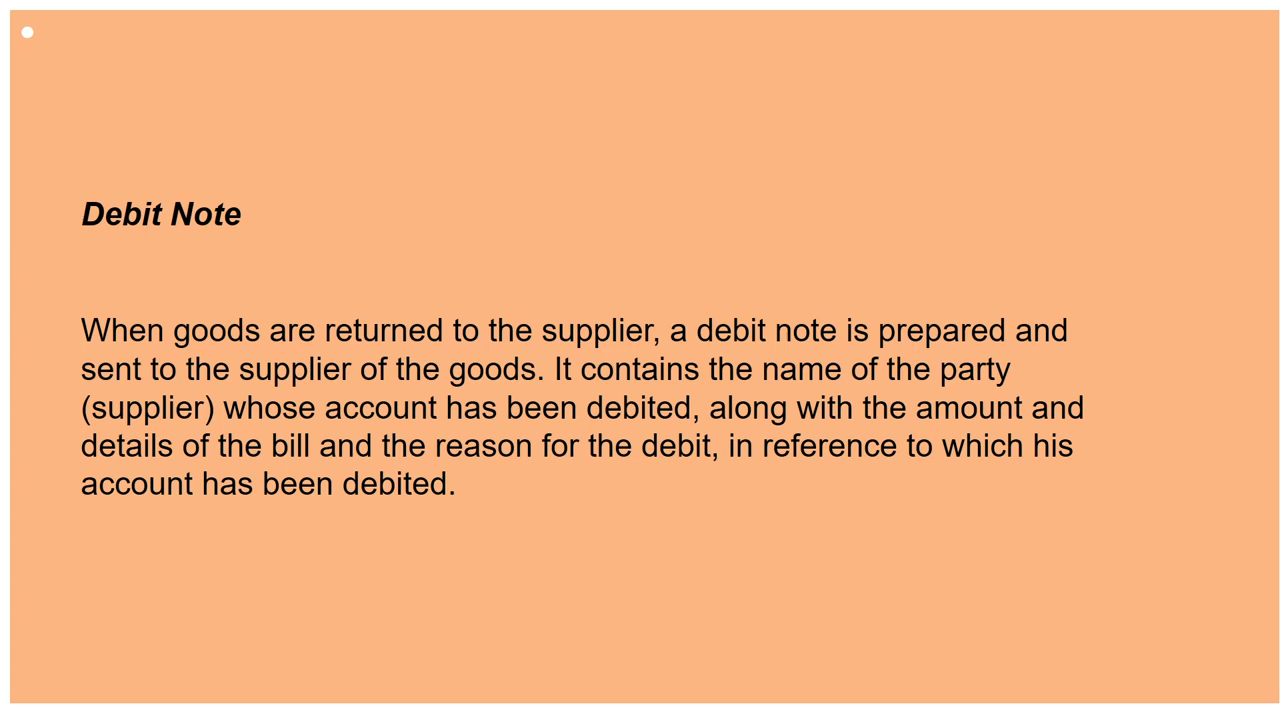 Debit Note
When goods are returned to the supplier, a debit note is prepared and
sent to the supplier of the goods. It contains the name of the party
(supplier) whose account has been debited, along with the amount and
details of the bill and the reason for the debit, in reference to which his
account has been debited.